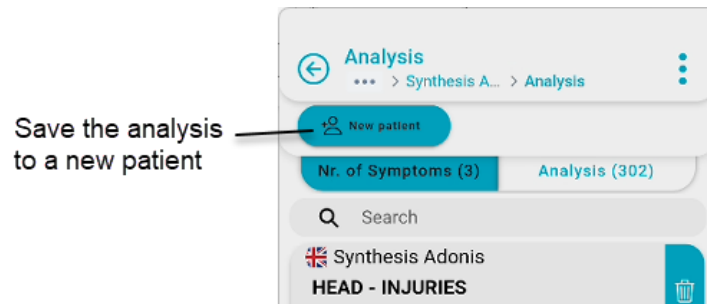 Analysis
••• > Synthesis A... > Analysis
Save the analysis
to a new patient
New patient
Nr. of Symptoms (3)
Analysis (302)
Search
Synthesis Adonis
HEAD - INJURIES